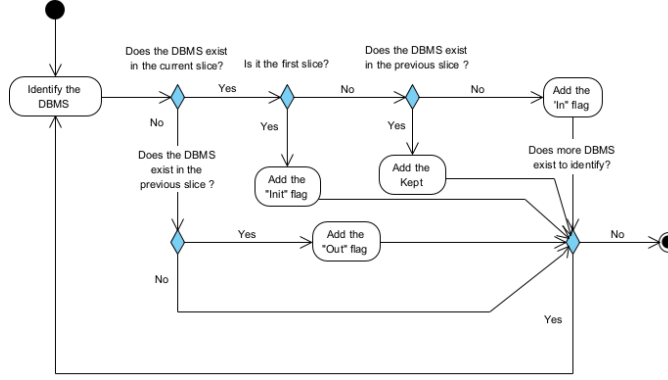 Does the DBMS exist
in the current slice?
Is it the first slice?
Does the DBMS exist
in the previous slice ?
Identify the
DBMS
Yes
No
No
Add the
'In" flag
No
Yes
Yes
Does the DBMS
exist in the
previous slice ?
Add the
"Init" flag
Add the
Kept
Does more DBMS
exist to identify?
Yes
Add the
"Out" flag
No
No
Yes